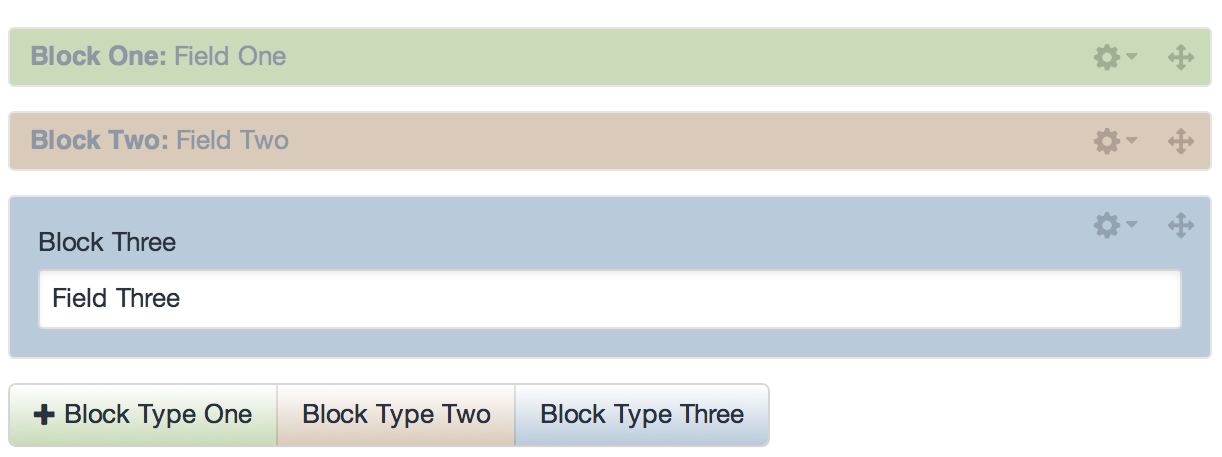 Block One: Field One
Block Two: Field Two
Block Three
Field Three
Block Type One Block Type Two Block Type Three